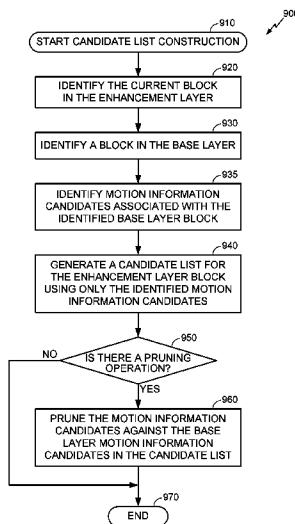 900
910
START CANDIDATE LIST CONSTRUCTION
920
IDENTIFY THE CURRENT BLOCK
IN THE ENHANCEMENT LAYER
930
IDENTIFY A BLOCK IN THE BASE LAYER
935
IDENTIFY MOTION INFORMATION
CANDIDATES ASSOCIATED WITH THE
IDENTIFIED BASE LAYER BLOCK
940
GENERATE A CANDIDATE LIST FOR
THE ENHANCEMENT LAYER BLOCK
USING ONLY THE IDENTIFIED MOTION
INFORMATION CANDIDATES
950
NO
IS THERE A PRUNING
OPERATION?
YES
960
PRUNE THE MOTION INFORMATION
CANDIDATES AGAINST THE BASE
LAYER MOTION INFORMATION
CANDIDATES IN THE CANDIDATE LIST
970
END